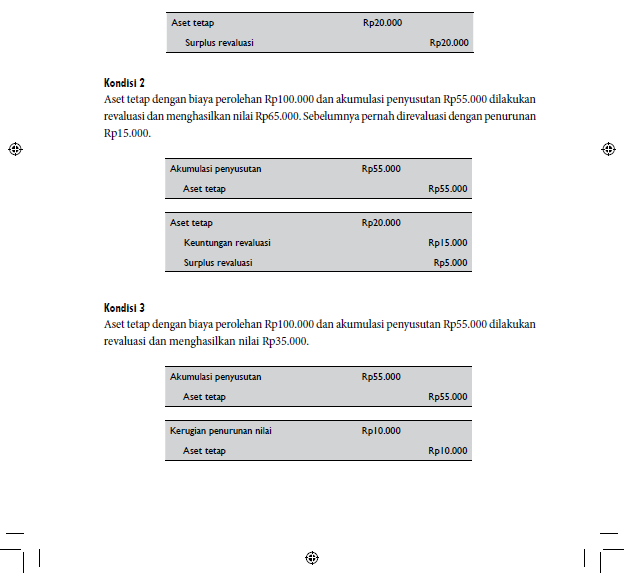 Aset tetap Rp20.000
Surplus revaluasi Rp20.000
Kondisi 2
Aset tetap dengan biaya perolehan Rp100.000 dan akumulasi penyusutan Rp55.000 dilakukan
revaluasi dan menghasilkan nilai Rp65.000. Sebelumnya pernah direvaluasi dengan penurunan
Rp15.000.
Akumulasi penyusutan Rp55.000
Aset tetap Rp55.000
Aset tetap Rp20.000
Keuntungan revaluasi Rp15.000
Surplus revaluasi Rp5.000
Kondisi 3
Aset tetap dengan biaya perolehan Rp100.000 dan akumulasi penyusutan Rp55.000 dilakukan
revaluasi dan menghasilkan nilai Rp35.000.
Akumulasi penyusutan Rp55.000
Aset tetap Rp55.000
Kerugian penurunan nilai Rp10.000
Aset tetap Rp10.000